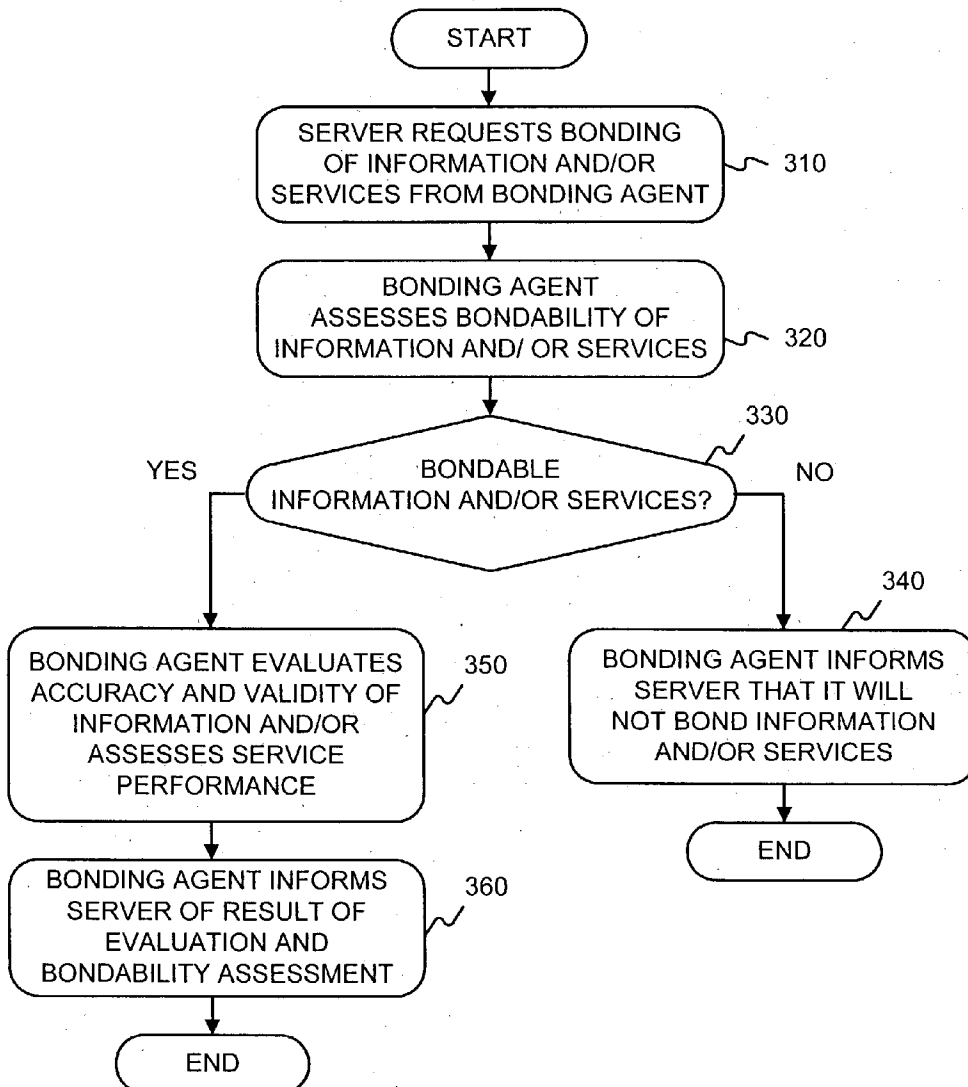 START
SERVER REQUESTS BONDING
OF INFORMATION AND/OR
SERVICES FROM BONDING AGENT
310
BONDING AGENT
ASSESSES BONDABILITY OF
INFORMATION AND/ OR SERVICES
320
330
YES
BONDABLE
INFORMATION AND/OR SERVICES?
NO
340
BONDING AGENT EVALUATES
ACCURACY AND VALIDITY OF
INFORMATION AND/OR
ASSESSES SERVICE
PERFORMANCE
350
BONDING AGENT INFORMS
SERVER THAT IT WILL
NOT BOND INFORMATION
AND/OR SERVICES
END
BONDING AGENT INFORMS
SERVER OF RESULT OF
EVALUATION AND
BONDABILITY ASSESSMENT
360
END